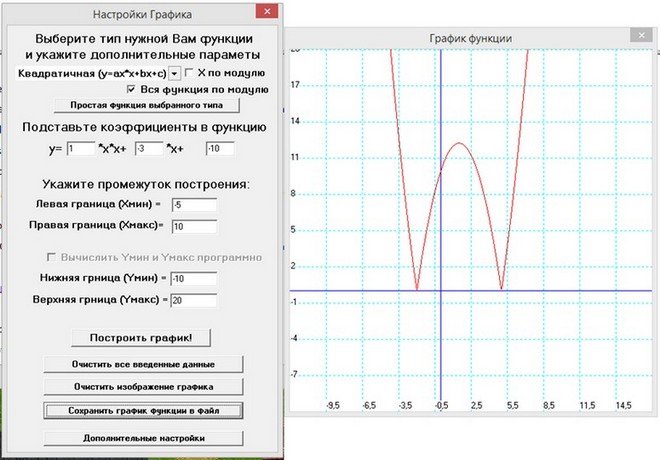 Настройки Графика
Выберите тип нужной Вам функции
и укажите дополнительные параметы
Квадратичная (y=ax*x+bx+c)
X по модулю
Вся функция по модулю
Простая функция выбранного типа
Подставьте коэффициенты в функцию
y= 1 *x*x+ -3 *x+ -10
Укажите промежуток построения:
Левая граница (Xмин) = -5
Правая граница (Xмакс)= 10
Вычислить Yмин и Yмакс программно
Нижняя грница (Yмин) = -10
Верхняя грница (Yмакс) = 20
Построить график!
Очистить все введенные данные
Очистить изображение графика
Сохранить график функции в файл
Дополнительные настройки
График функции
17
14
11
8
5
2
-1
-4
-7
-9,5 -6,5 -3,5 -0,5 2,5 5,5 8,5 11,5 14,5